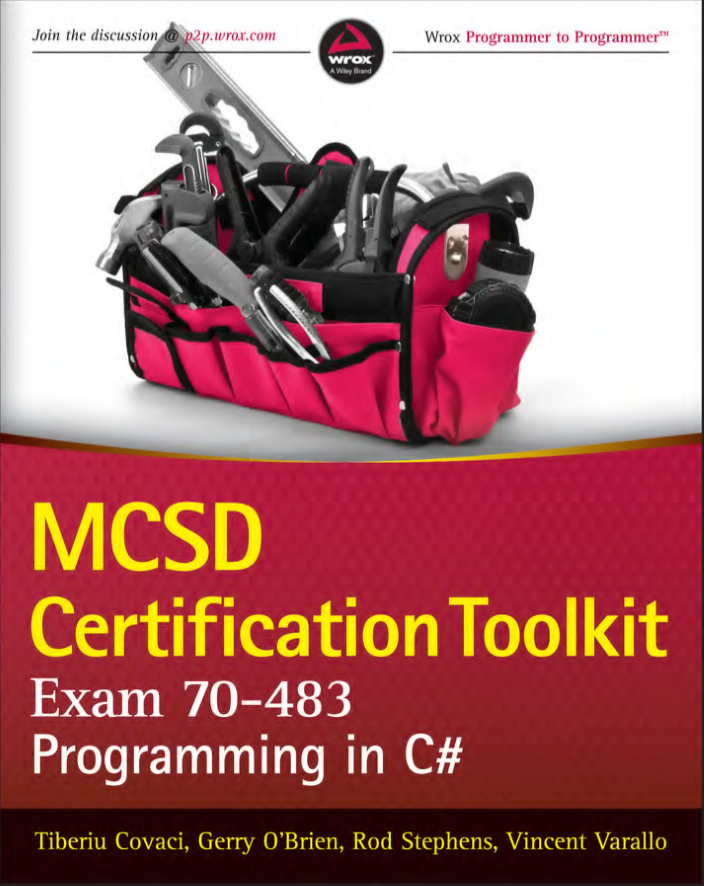 Join the discussion @ p2p.wrox.com
Wrox Programmer to Programmer™
wrox™
A Wiley Brand
MCSD
Certification Toolkit
Exam 70-483
Programming in C#
Tiberiu Covaci, Gerry O'Brien, Rod Stephens, Vincent Varallo